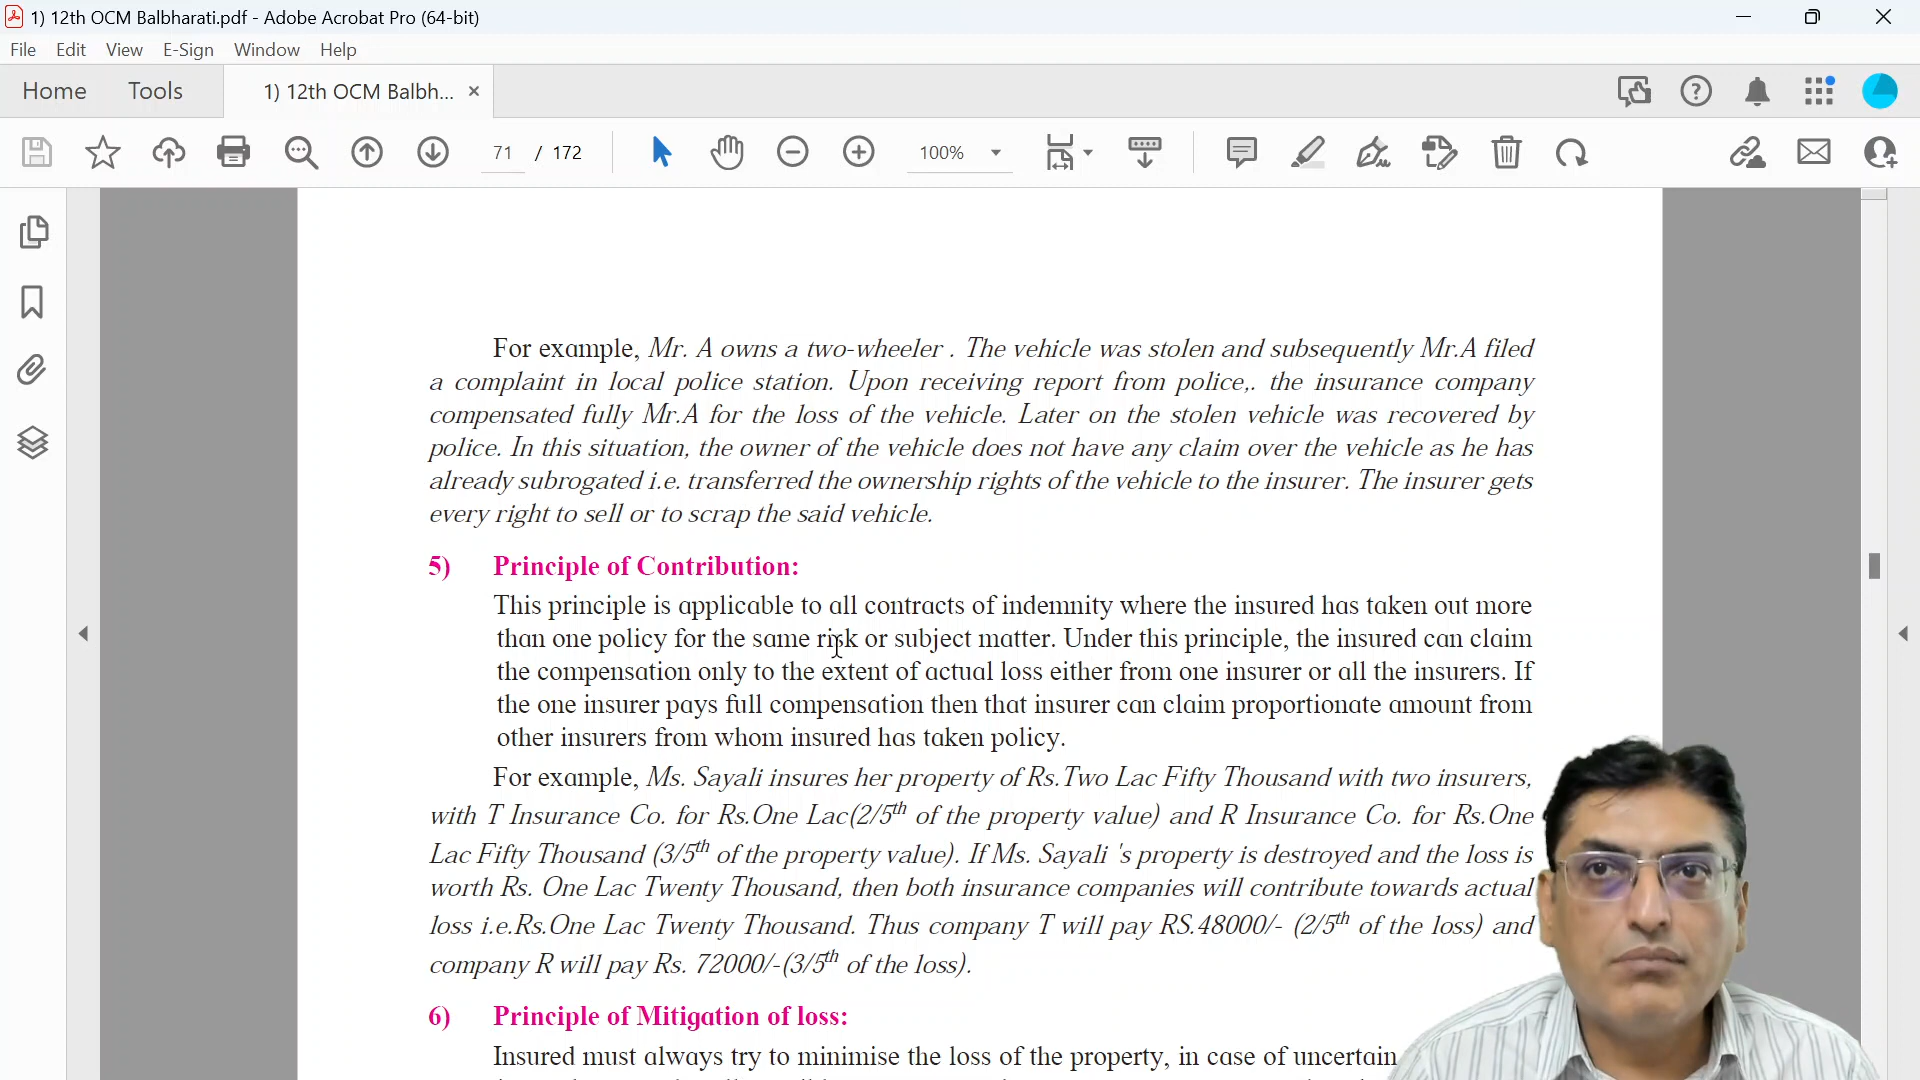 1) 12th OCM Balbharati.pdf - Adobe Acrobat Pro (64-bit)
File Edit View E-Sign Window Help
Home Tools 1) 12th OCM Balbh... ×
71 / 172 100%
For example, Mr. A owns a two-wheeler . The vehicle was stolen and subsequently Mr.A filed
a complaint in local police station. Upon receiving report from police,. the insurance company
compensated fully Mr.A for the loss of the vehicle. Later on the stolen vehicle was recovered by
police. In this situation, the owner of the vehicle does not have any claim over the vehicle as he has
already subrogated i.e. transferred the ownership rights of the vehicle to the insurer. The insurer gets
every right to sell or to scrap the said vehicle.
5) Principle of Contribution:
This principle is applicable to all contracts of indemnity where the insured has taken out more
than one policy for the same risk or subject matter. Under this principle, the insured can claim
the compensation only to the extent of actual loss either from one insurer or all the insurers. If
the one insurer pays full compensation then that insurer can claim proportionate amount from
other insurers from whom insured has taken policy.
For example, Ms. Sayali insures her property of Rs.Two Lac Fifty Thousand with two insurers,
with T Insurance Co. for Rs.One Lac(2/5th of the property value) and R Insurance Co. for Rs.One
Lac Fifty Thousand (3/5th of the property value). If Ms. Sayali 's property is destroyed and the loss is
worth Rs. One Lac Twenty Thousand, then both insurance companies will contribute towards actual
loss i.e.Rs.One Lac Twenty Thousand. Thus company T will pay RS.48000/- (2/5th of the loss) and
company R will pay Rs. 72000/-(3/5th of the loss).
6) Principle of Mitigation of loss:
Insured must always try to minimise the loss of the property, in case of uncertain